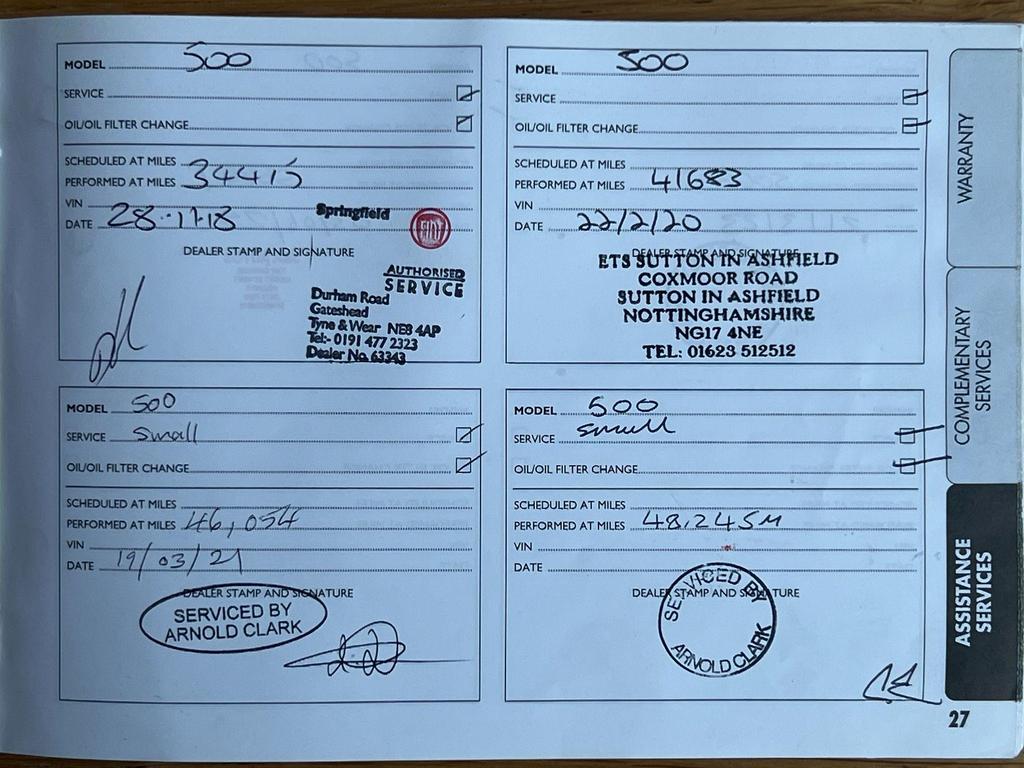 MODEL 500
SERVICE
OIL/OIL FILTER CHANGE
SCHEDULED AT MILES
PERFORMED AT MILES 34415
VIN
DATE 28.11.18
DEALER STAMP AND SIGNATURE
Springfield
FIAT
AUTHORISED
SERVICE
Durham Road
Gateshead
Tyne & Wear NE8 4AP
Tel:- 0191 477 2323
Dealer No. 63343
MODEL 500
SERVICE
OIL/OIL FILTER CHANGE
SCHEDULED AT MILES
PERFORMED AT MILES 41683
VIN
DATE 22/2/20
DEALER STAMP AND SIGNATURE
ETS SUTTON IN ASHFIELD
COXMOOR ROAD
SUTTON IN ASHFIELD
NOTTINGHAMSHIRE
NG17 4NE
TEL: 01623 512512
MODEL 500
SERVICE small
OIL/OIL FILTER CHANGE
SCHEDULED AT MILES
PERFORMED AT MILES 46,054
VIN
DATE 19/03/21
DEALER STAMP AND SIGNATURE
SERVICED BY
ARNOLD CLARK
MODEL 500
SERVICE small
OIL/OIL FILTER CHANGE
SCHEDULED AT MILES
PERFORMED AT MILES 48,245M
VIN
DATE
DEALER STAMP AND SIGNATURE
SERVICED BY
ARNOLD CLARK
WARRANTY
COMPLEMENTARY
SERVICES
ASSISTANCE
SERVICES
27